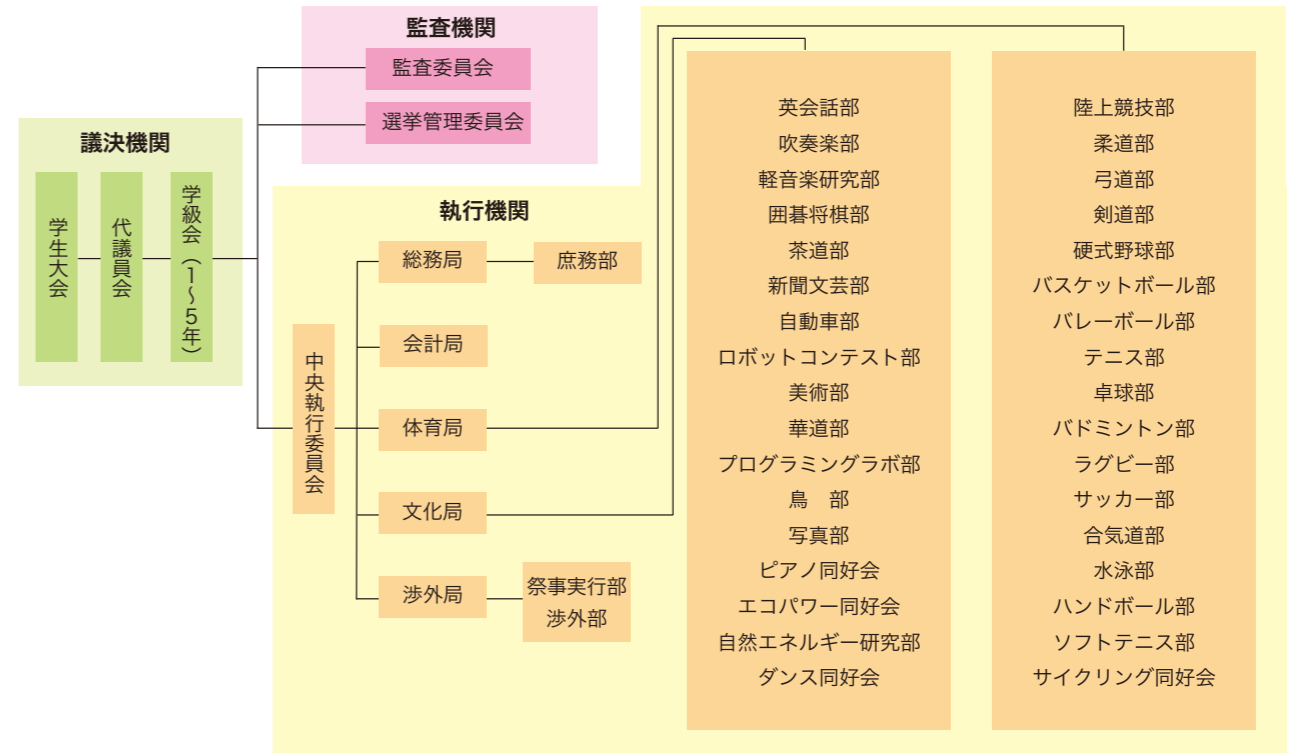 議決機関
学生大会
代議員会
学級会（1～5年）
監査機関
監査委員会
選挙管理委員会
執行機関
中央執行委員会
総務局
庶務部
会計局
体育局
文化局
渉外局
祭事実行部
渉外部
英会話部
吹奏楽部
軽音楽研究部
囲碁将棋部
茶道部
新聞文芸部
自動車部
ロボットコンテスト部
美術部
華道部
プログラミングラボ部
鳥　部
写真部
ピアノ同好会
エコパワー同好会
自然エネルギー研究部
ダンス同好会
陸上競技部
柔道部
弓道部
剣道部
硬式野球部
バスケットボール部
バレーボール部
テニス部
卓球部
バドミントン部
ラグビー部
サッカー部
合気道部
水泳部
ハンドボール部
ソフトテニス部
サイクリング同好会